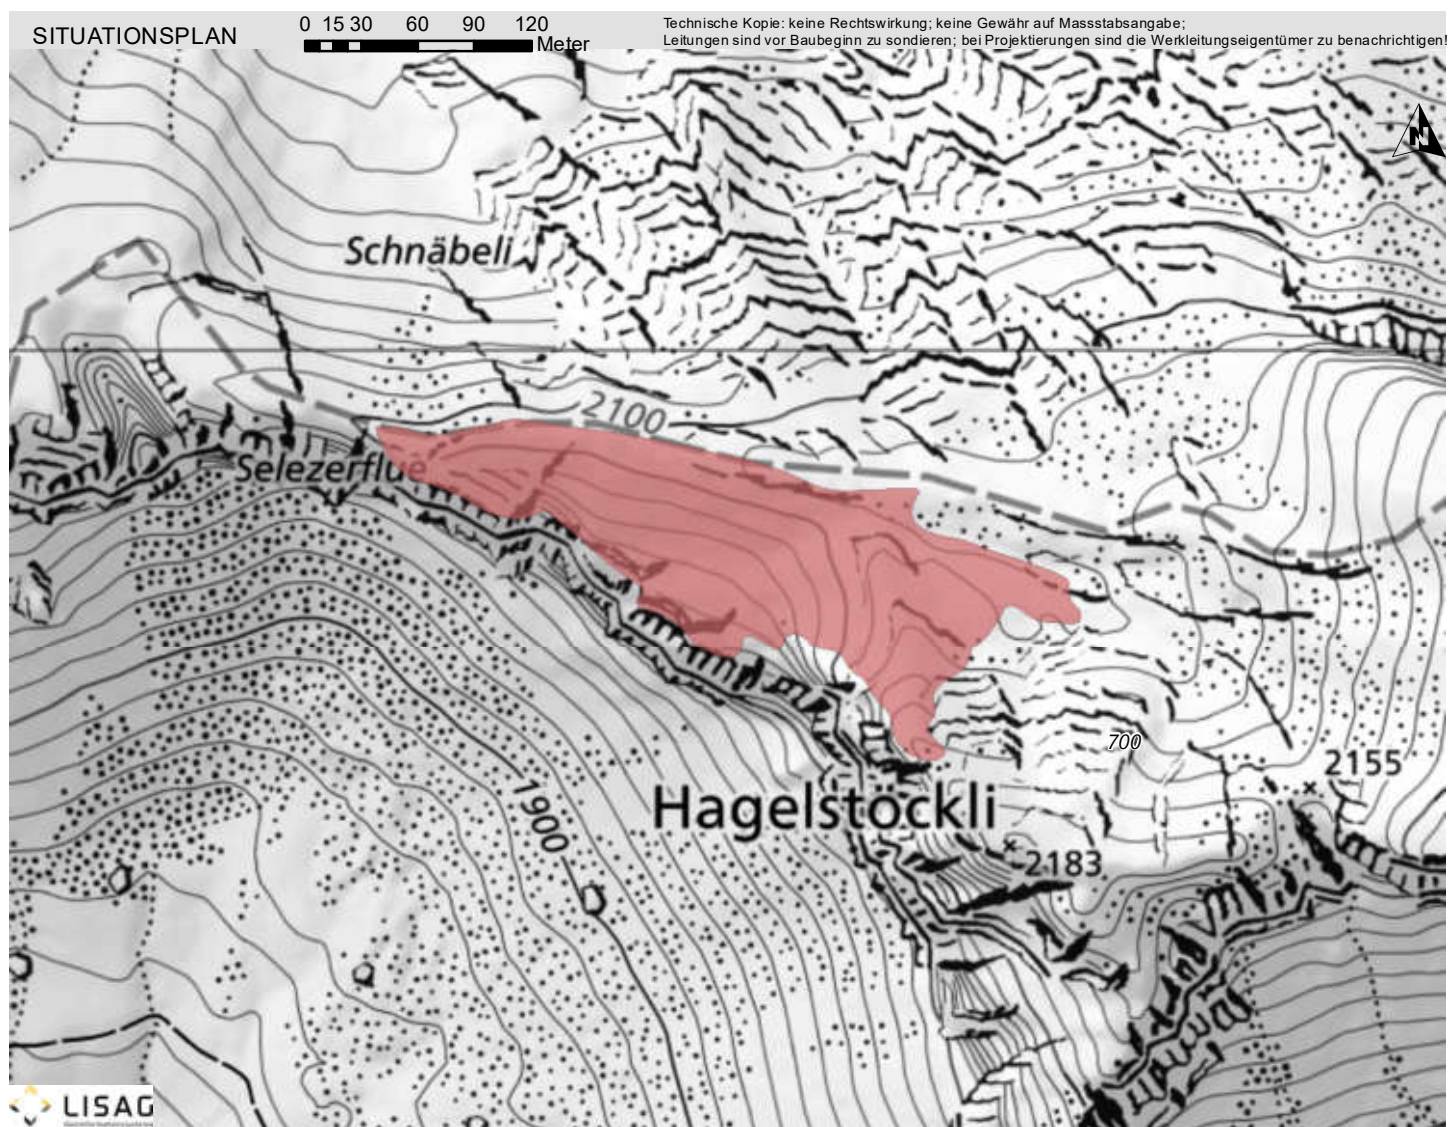 SITUATIONSPLAN
0 15 30 60 90 120
Meter
Technische Kopie: keine Rechtswirkung; keine Gewähr auf Massstabsangabe;
Leitungen sind vor Baubeginn zu sondieren; bei Projektierungen sind die Werkleitungseigentümer zu benachrichtigen!
N
Schnäbeli
2100
Selezerflue
700
2155
1900
Hagelstöckli
2183
LISAG